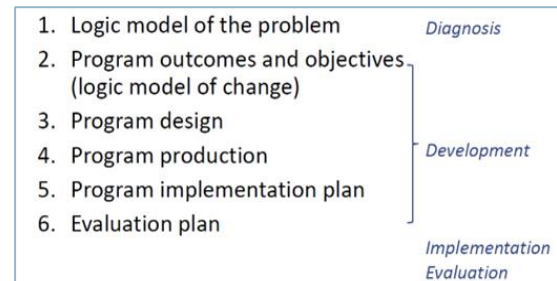 1. Logic model of the problem
Diagnosis
2. Program outcomes and objectives
(logic model of change)
3. Program design
4. Program production
Development
5. Program implementation plan
6. Evaluation plan
Implementation
Evaluation